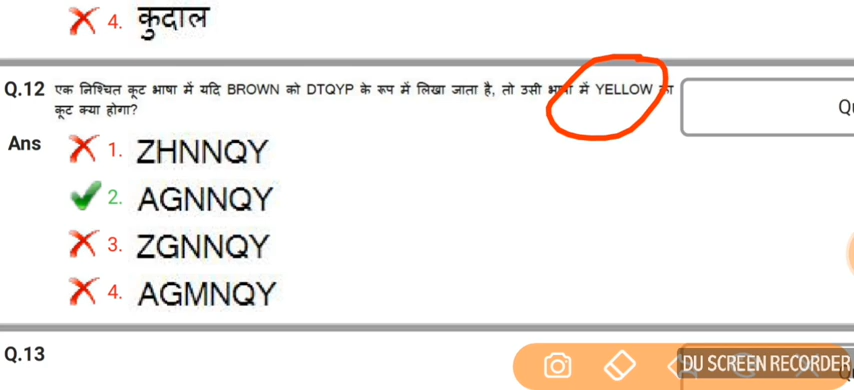 4. कुदाल
Q.12 एक निश्चित कूट भाषा में यदि BROWN को DTQYP के रूप में लिखा जाता है, तो उसी भाषा में YELLOW का
कूट क्या होगा?
Ans 1. ZHNNQY
2. AGNNQY
3. ZGNNQY
4. AGMNQY
Q.13
DU SCREEN RECORDER